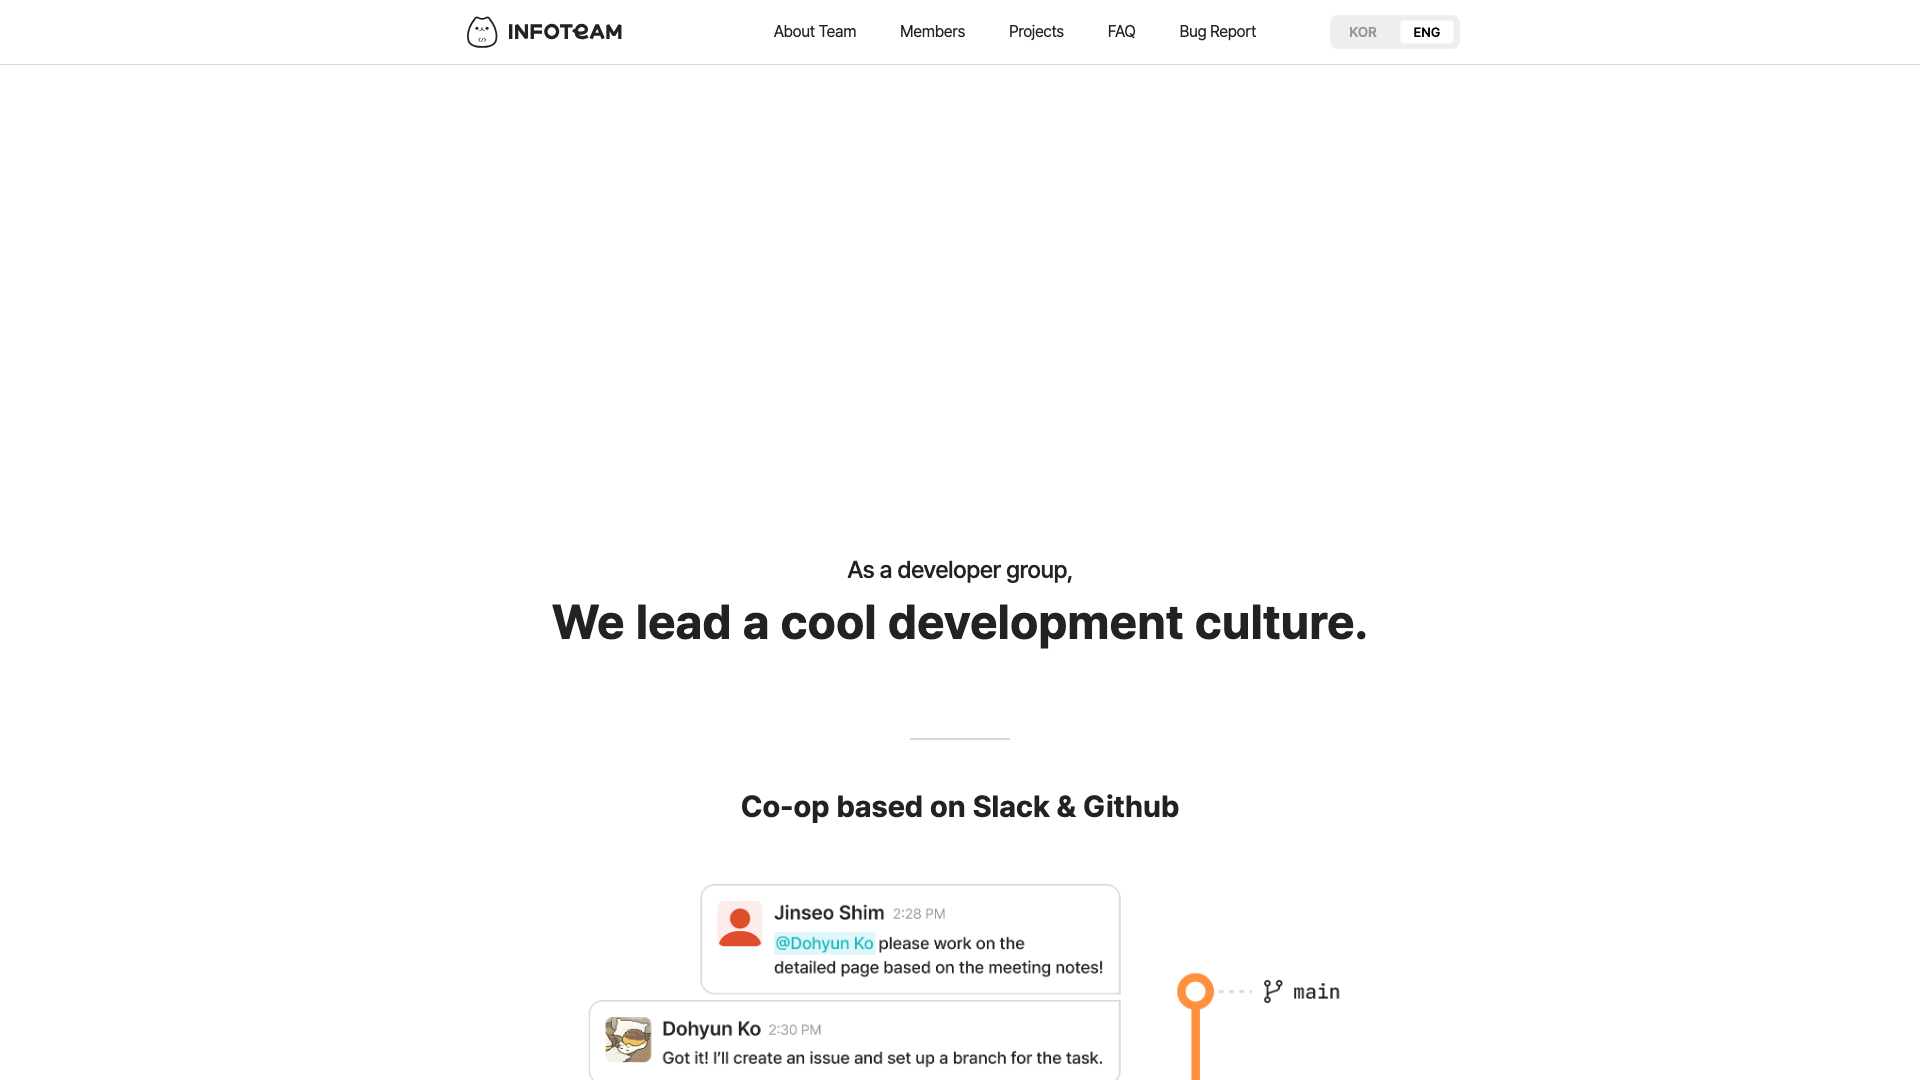 INFOTEAM
About Team
Members
Projects
FAQ
Bug Report
KOR
ENG
As a developer group,
We lead a cool development culture.
Co-op based on Slack & Github
Jinseo Shim 2:28 PM
@Dohyun Ko please work on the
detailed page based on the meeting notes!
main
Dohyun Ko 2:30 PM
Got it! I’ll create an issue and set up a branch for the task.